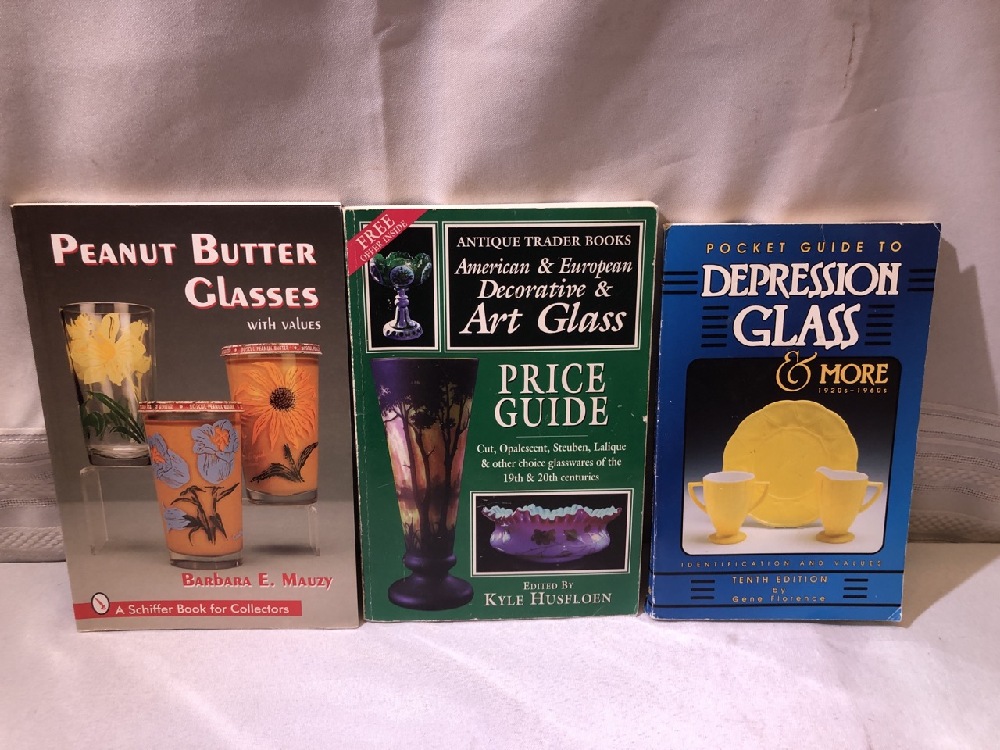 PEANUT BUTTER
GLASSES
WITH VALUES
BARBARA E. MAUZY
A Schiffer Book for Collectors
FREE
OFFER INSIDE
ANTIQUE TRADER BOOKS
American & European
Decorative &
Art Glass
PRICE
GUIDE
Cut, Opalescent, Steuben, Lalique
& other choice glasswares of the
19th & 20th centuries
EDITED BY
KYLE HUSFLOEN
POCKET GUIDE TO
DEPRESSION
GLASS
& MORE
1920s-1960s
IDENTIFICATION AND VALUES
TENTH EDITION
by
Gene Florence